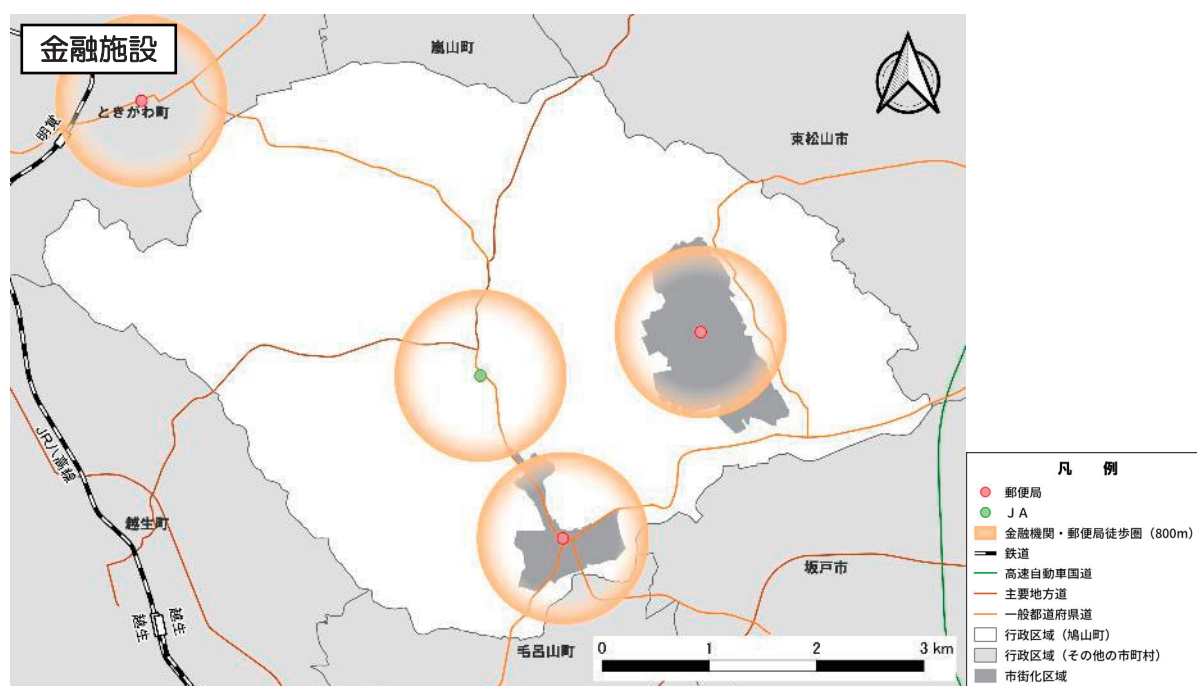 金融施設
嵐山町
ときがわ町
明覚
東松山市
JR八高線
越生町
越生
越生
坂戸市
毛呂山町
0 1 2 3 km
凡 例
郵便局
ＪＡ
金融機関・郵便局徒歩圏（800m）
鉄道
高速自動車国道
主要地方道
一般都道府県道
行政区域（鳩山町）
行政区域（その他の市町村）
市街化区域